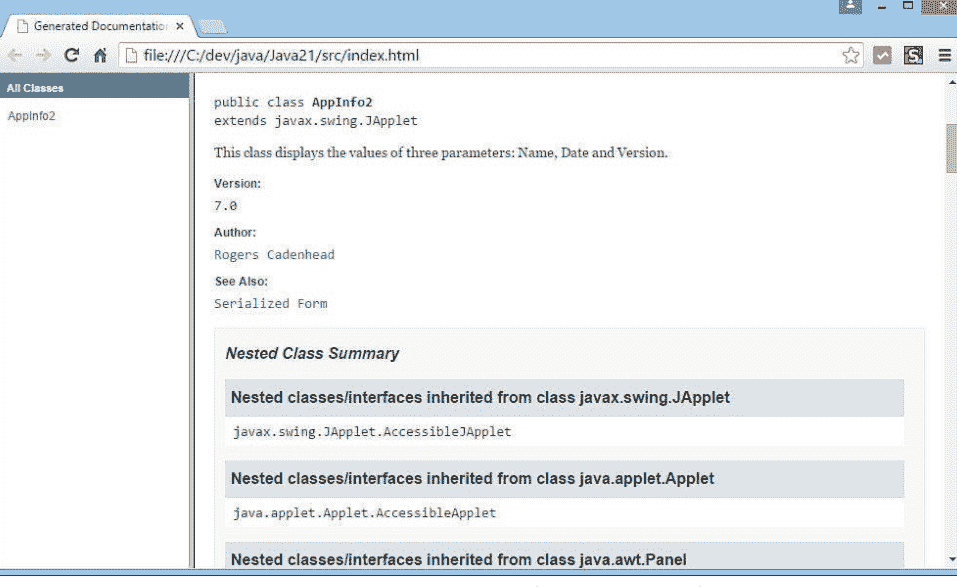 Generated Documentatio
file:///C:/dev/java/Java21/src/index.html
All Classes
AppInfo2
public class AppInfo2
extends javax.swing.JApplet
This class displays the values of three parameters: Name, Date and Version.
Version:
7.0
Author:
Rogers Cadenhead
See Also:
Serialized Form
Nested Class Summary
Nested classes/interfaces inherited from class javax.swing.JApplet
javax.swing.JApplet.AccessibleJApplet
Nested classes/interfaces inherited from class java.applet.Applet
java.applet.Applet.AccessibleApplet
Nested classes/interfaces inherited from class java.awt.Panel